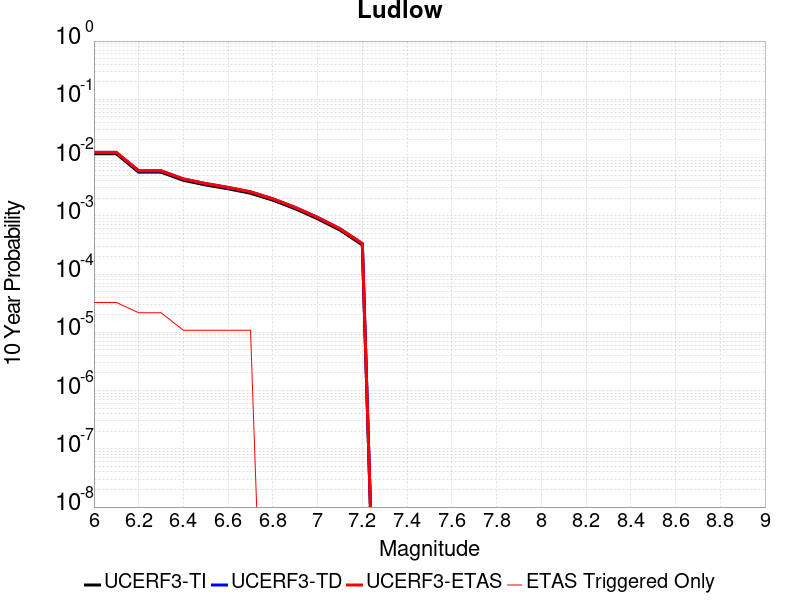 Ludlow
10 Year Probability
10^0
10^-1
10^-2
10^-3
10^-4
10^-5
10^-6
10^-7
10^-8
6 6.2 6.4 6.6 6.8 7 7.2 7.4 7.6 7.8 8 8.2 8.4 8.6 8.8 9
Magnitude
UCERF3-TI UCERF3-TD UCERF3-ETAS ETAS Triggered Only